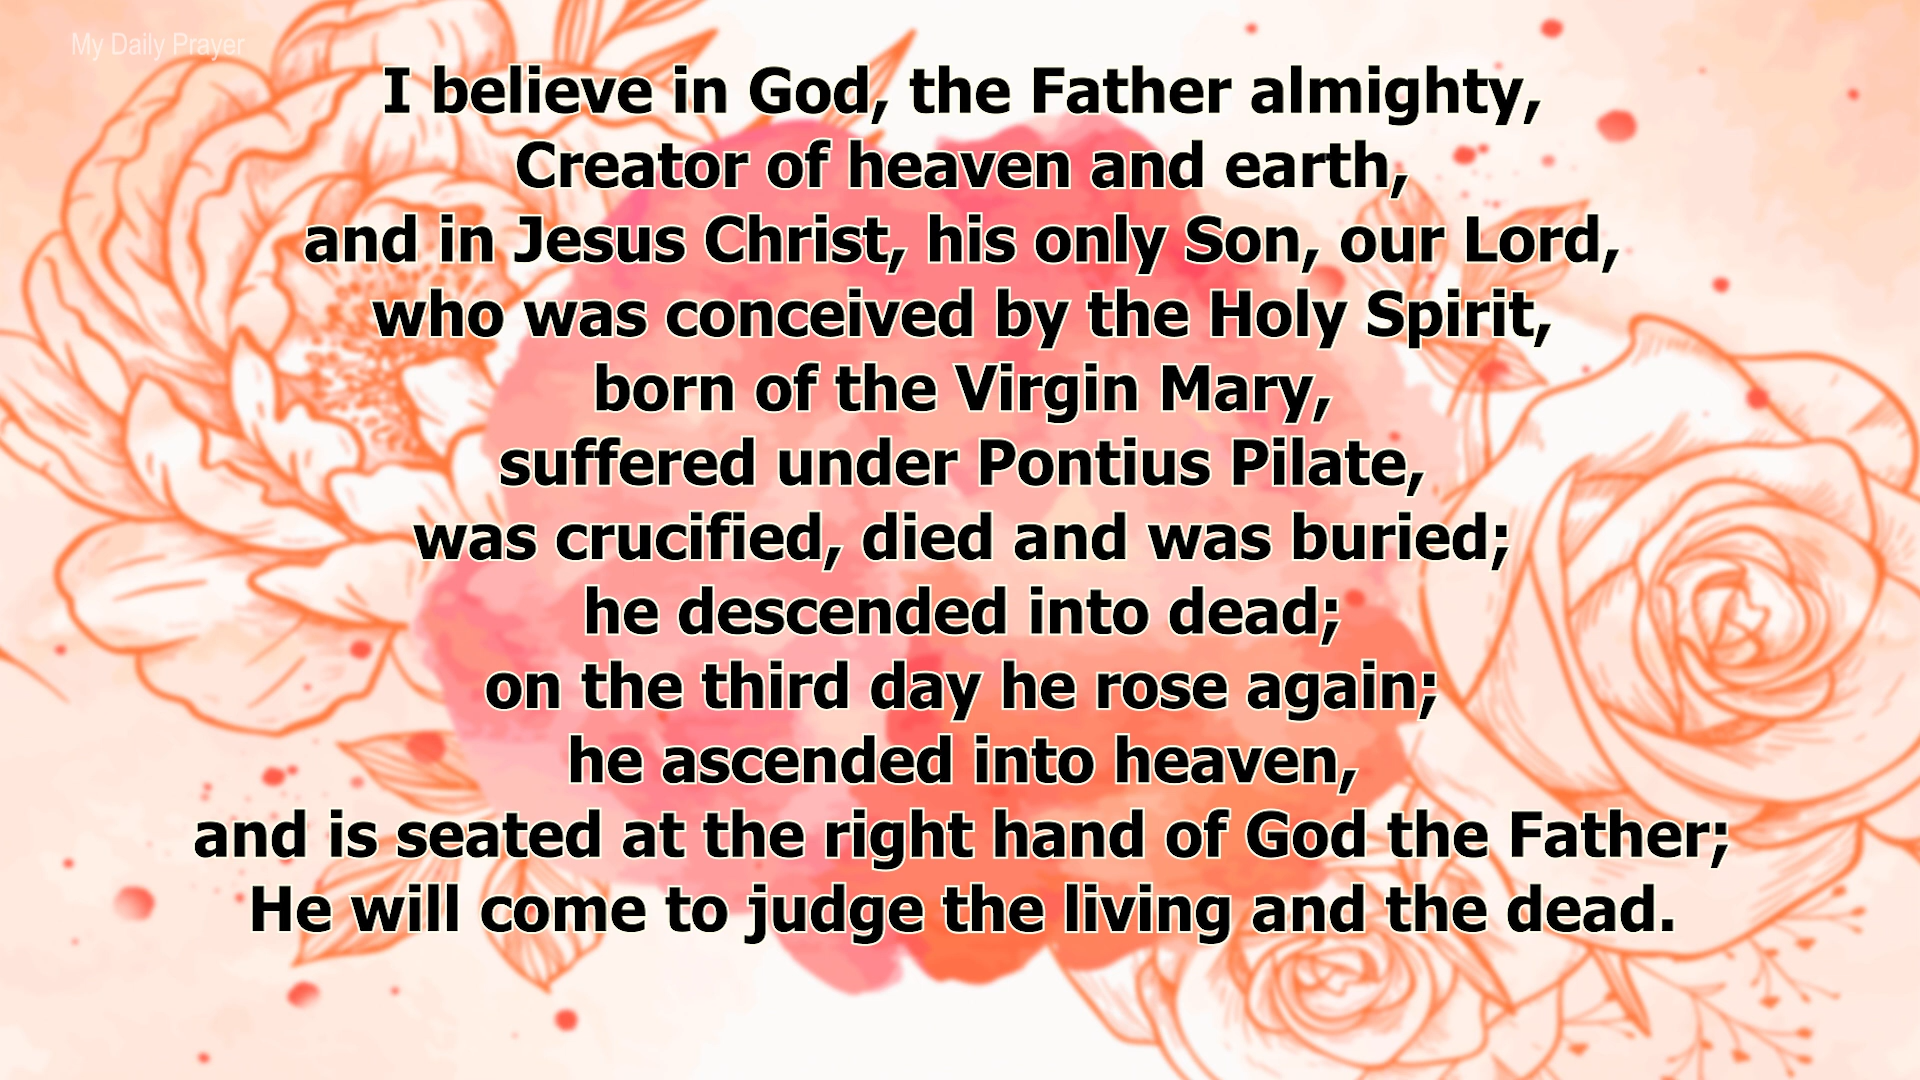 My Daily Prayer
I believe in God, the Father almighty,
Creator of heaven and earth,
and in Jesus Christ, his only Son, our Lord,
who was conceived by the Holy Spirit,
born of the Virgin Mary,
suffered under Pontius Pilate,
was crucified, died and was buried;
he descended into dead;
on the third day he rose again;
he ascended into heaven,
and is seated at the right hand of God the Father;
He will come to judge the living and the dead.